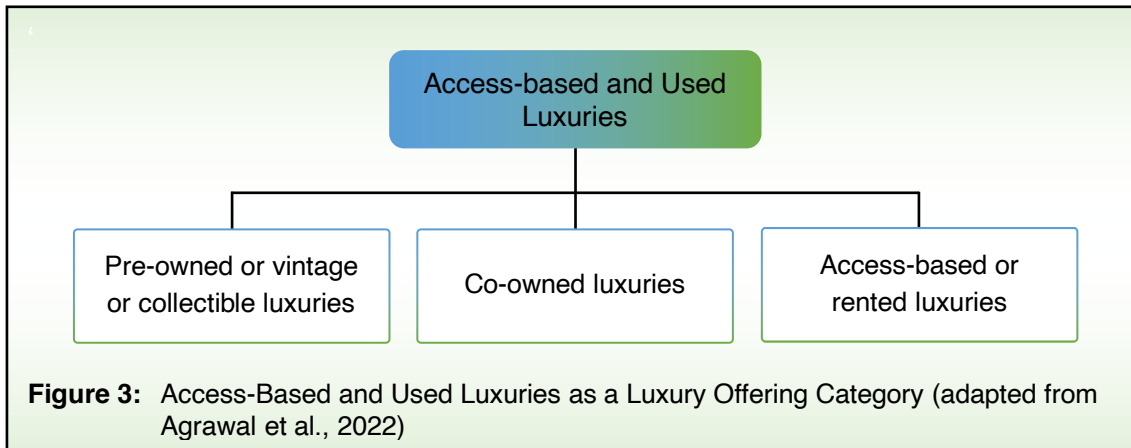 Access-based and Used
Luxuries
Pre-owned or vintage
or collectible luxuries
Co-owned luxuries
Access-based or
rented luxuries
Figure 3: Access-Based and Used Luxuries as a Luxury Offering Category (adapted from
Agrawal et al., 2022)